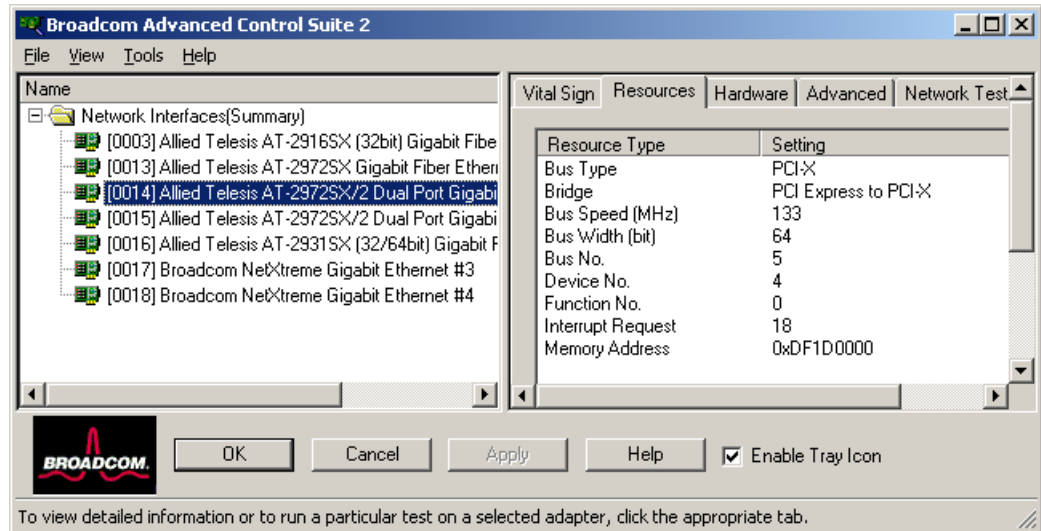 Broadcom Advanced Control Suite 2
File View Tools Help
Name
Network Interfaces(Summary)
[0003] Allied Telesis AT-2916SX (32bit) Gigabit Fibe
[0013] Allied Telesis AT-2972SX Gigabit Fiber Ethern
[0014] Allied Telesis AT-2972SX/2 Dual Port Gigabi
[0015] Allied Telesis AT-2972SX/2 Dual Port Gigabi
[0016] Allied Telesis AT-2931SX (32/64bit) Gigabit F
[0017] Broadcom NetXtreme Gigabit Ethernet #3
[0018] Broadcom NetXtreme Gigabit Ethernet #4
Vital Sign Resources Hardware Advanced Network Test
Resource Type Setting
Bus Type PCI-X
Bridge PCI Express to PCI-X
Bus Speed (MHz) 133
Bus Width (bit) 64
Bus No. 5
Device No. 4
Function No. 0
Interrupt Request 18
Memory Address 0xDF1D0000
BROADCOM.
OK Cancel Apply Help Enable Tray Icon
To view detailed information or to run a particular test on a selected adapter, click the appropriate tab.